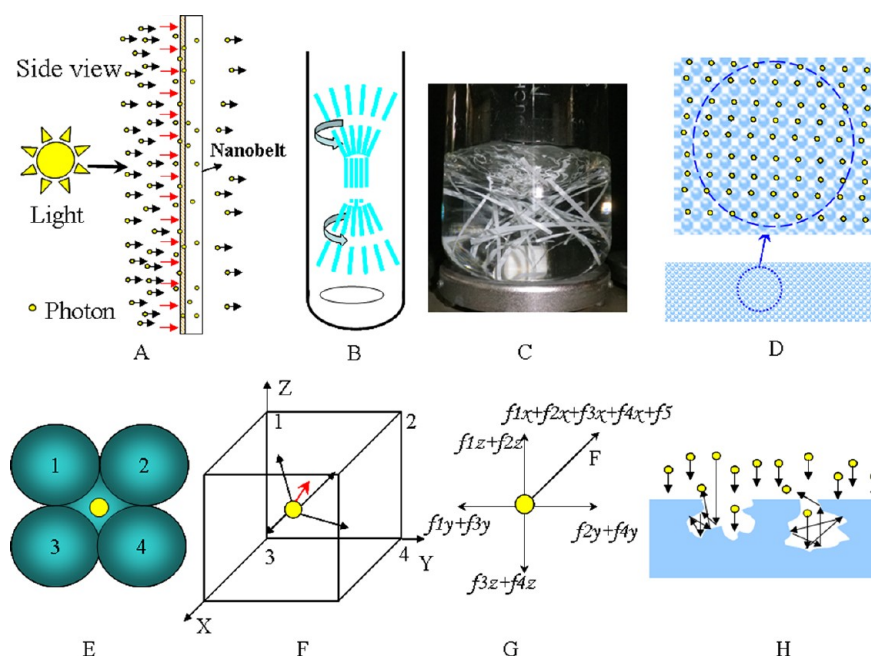 Side view
Light
Nanobelt
Photon
A
B
C
D
1
2
3
4
E
Z
1
2
3
4
Y
X
F
f1x+f2x+f3x+f4x+f5
f1z+f2z
F
f1y+f3y
f2y+f4y
f3z+f4z
G
H